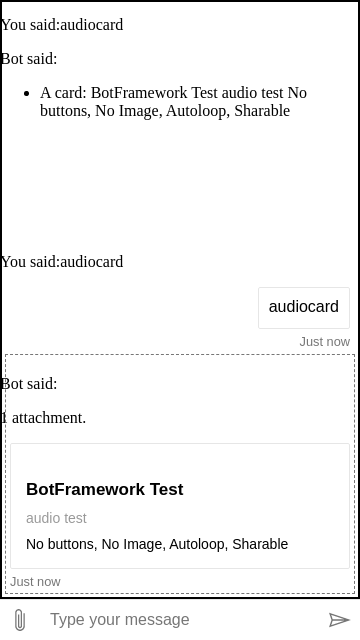 You said:audiocard
Bot said:
A card: BotFramework Test audio test No
buttons, No Image, Autoloop, Sharable
You said:audiocard
audiocard
Just now
Bot said:
1 attachment.
BotFramework Test
audio test
No buttons, No Image, Autoloop, Sharable
Just now
Type your message